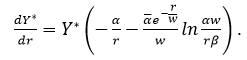 dY*/dr = Y* ( −α/r − (α̅e^(−r/w))/w ln αw/rβ ) .